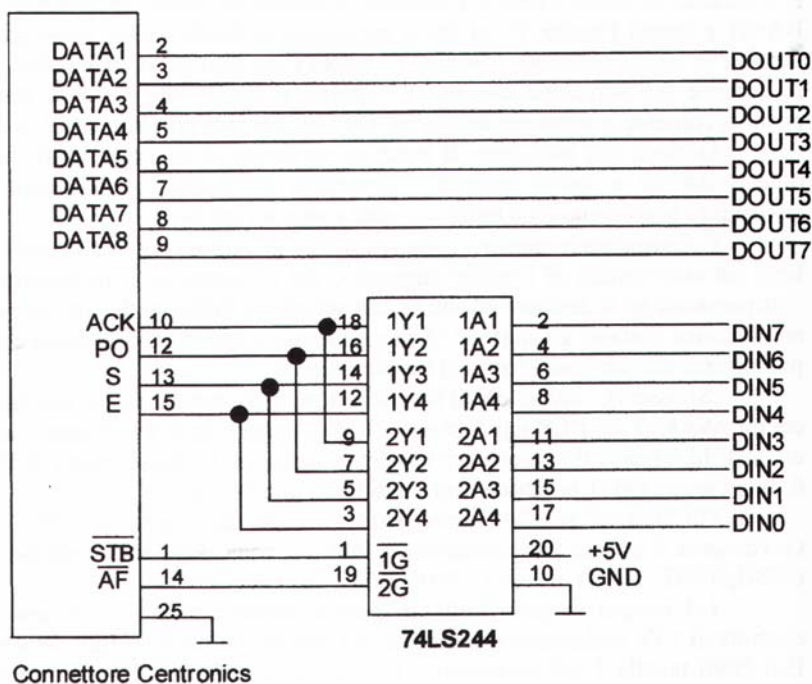 DATA1 2 DOUT0
DATA2 3 DOUT1
DATA3 4 DOUT2
DATA4 5 DOUT3
DATA5 6 DOUT4
DATA6 7 DOUT5
DATA7 8 DOUT6
DATA8 9 DOUT7
ACK 10 18 1Y1 1A1 2 DIN7
PO 12 16 1Y2 1A2 4 DIN6
S 13 14 1Y3 1A3 6 DIN5
E 15 12 1Y4 1A4 8 DIN4
9 2Y1 2A1 11 DIN3
7 2Y2 2A2 13 DIN2
5 2Y3 2A3 15 DIN1
3 2Y4 2A4 17 DIN0
STB 1 1 1G 20 +5V
AF 14 19 2G 10 GND
25
74LS244
Connettore Centronics